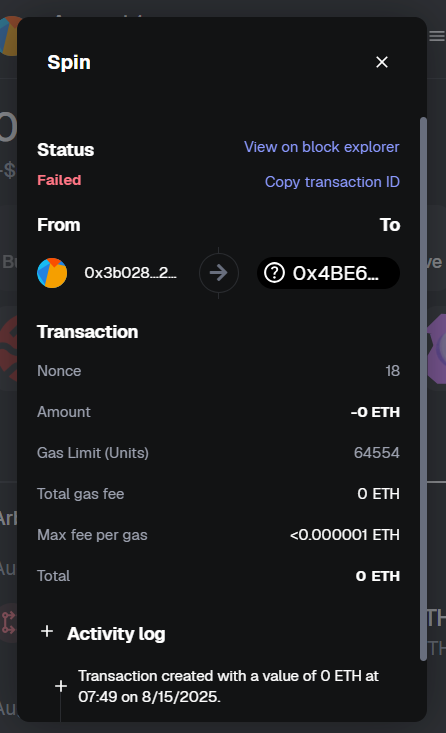 Spin
Status
View on block explorer
Failed
Copy transaction ID
From
To
0x3b028...2...
0x4BE6...
Transaction
Nonce
18
Amount
-0 ETH
Gas Limit (Units)
64554
Total gas fee
0 ETH
Max fee per gas
<0.000001 ETH
Total
0 ETH
Activity log
Transaction created with a value of 0 ETH at
07:49 on 8/15/2025.